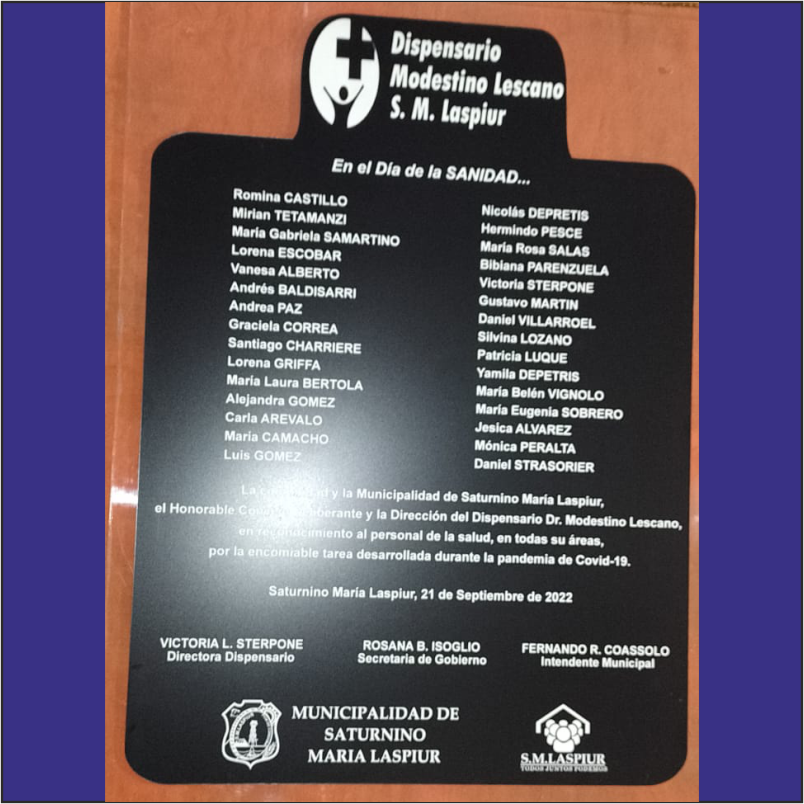 Dispensario
Modestino Lescano
S. M. Laspiur
En el Día de la SANIDAD...
Romina CASTILLO
Mirian TETAMANZI
María Gabriela SAMARTINO
Lorena ESCOBAR
Vanesa ALBERTO
Andrés BALDISARRI
Andrea PAZ
Graciela CORREA
Santiago CHARRIERE
Lorena GRIFFA
María Laura BERTOLA
Alejandra GOMEZ
Carla AREVALO
María CAMACHO
Luis GOMEZ
Nicolás DEPRETIS
Hermindo PESCE
María Rosa SALAS
Bibiana PARENZUELA
Victoria STERPONE
Gustavo MARTIN
Daniel VILLARROEL
Silvina LOZANO
Patricia LUQUE
Yamila DEPETRIS
María Belén VIGNOLO
María Eugenia SOBRERO
Jesica ALVAREZ
Mónica PERALTA
Daniel STRASORIER
La y la Municipalidad de Saturnino María Laspiur,
el Honorable y la Dirección del Dispensario Dr. Modestino Lescano,
en reconocimiento al personal de la salud, en todas su áreas,
por la encomiable tarea desarrollada durante la pandemia de Covid-19.
Saturnino María Laspiur, 21 de Septiembre de 2022
VICTORIA L. STERPONE
Directora Dispensario
ROSANA B. ISOGLIO
Secretaria de Gobierno
FERNANDO R. COASSOLO
Intendente Municipal
MUNICIPALIDAD DE
SATURNINO
MARIA LASPIUR
S.M.LASPIUR
TODOS JUNTOS PODEMOS